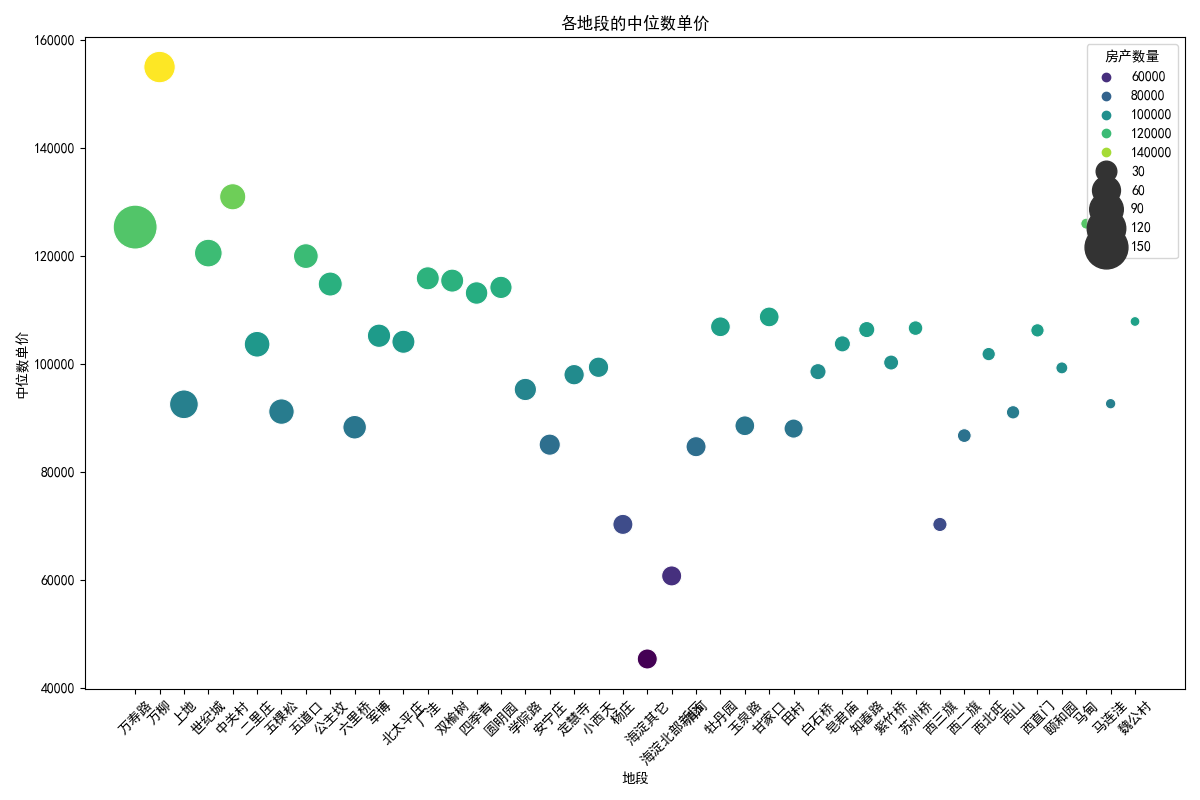 各地段的中位数单价
160000
140000
120000
100000
80000
60000
40000
中位数单价
房产数量
60000
80000
100000
120000
140000
30
60
90
120
150
万寿路
万柳
上地
世纪城
中关村
二里庄
五棵松
五道口
公主坟
六里桥
军博
北太平庄
厂洼
双榆树
四季青
圆明园
学院路
安宁庄
定慧寺
小西天
杨庄
海淀其它
海淀北部新区
牡丹园
玉泉路
甘家口
田村
白石桥
皂君庙
知春路
紫竹桥
苏州桥
西三旗
西二旗
西北旺
西山
西直门
颐和园
马甸
马连洼
魏公村
地段